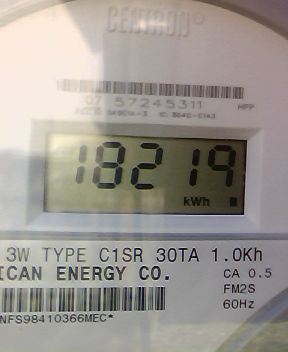 CENTRON®
07 57245311
HPP
18219
kWh
3W TYPE C1SR 30TA 1.0Kh
ICAN ENERGY CO.
CA 0.5
FM2S
60Hz
NFS98410366MEC*